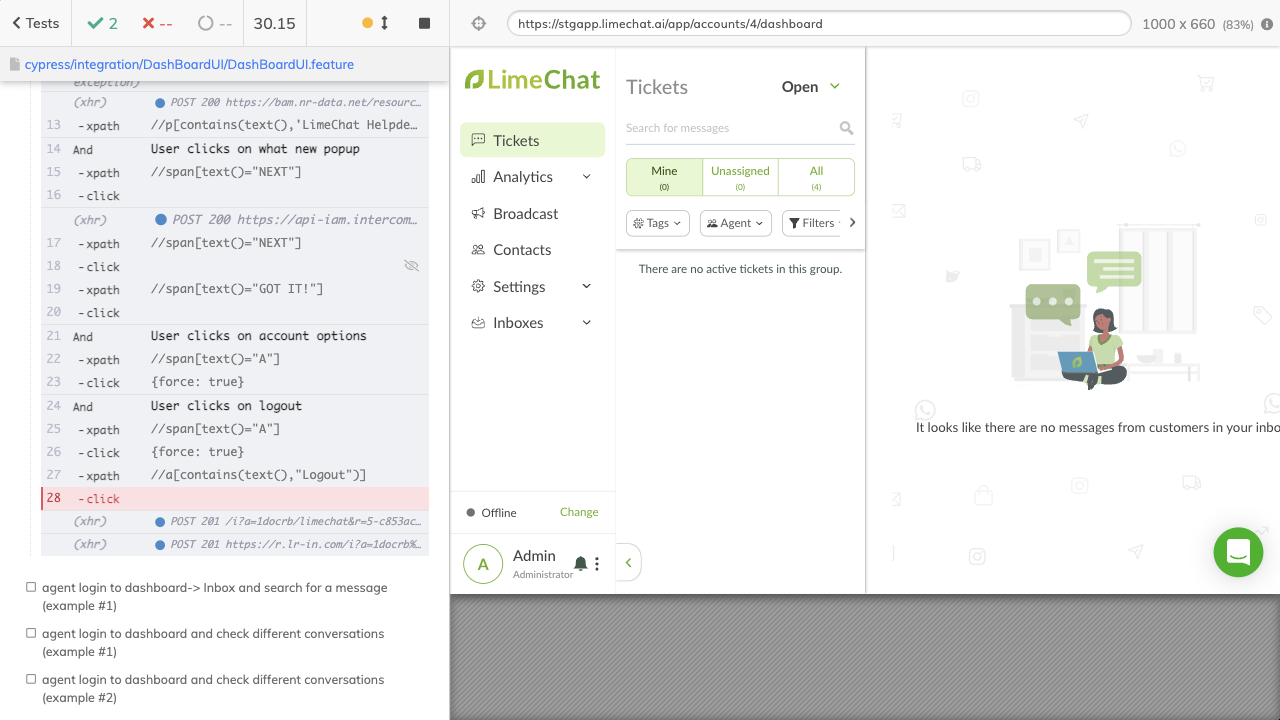 Tests
2
--
--
30.15
https://stgapp.limechat.ai/app/accounts/4/dashboard
1000 x 660 (83%)
cypress/integration/DashBoardUI/DashBoardUI.feature
exception)
(xhr) POST 200 https://bam.nr-data.net/resourc…
13 -xpath //p[contains(text(),'LimeChat Helpde…
14 And User clicks on what new popup
15 -xpath //span[text()="NEXT"]
16 -click
(xhr) POST 200 https://api-iam.intercom…
17 -xpath //span[text()="NEXT"]
18 -click
19 -xpath //span[text()="GOT IT!"]
20 -click
21 And User clicks on account options
22 -xpath //span[text()="A"]
23 -click {force: true}
24 And User clicks on logout
25 -xpath //span[text()="A"]
26 -click {force: true}
27 -xpath //a[contains(text(),"Logout")]
28 -click
(xhr) POST 201 /i?a=1docrb/limechat&r=5-c853ac…
(xhr) POST 201 https://r.lr-in.com/i?a=1docrb%…
agent login to dashboard-> Inbox and search for a message
(example #1)
agent login to dashboard and check different conversations
(example #1)
agent login to dashboard and check different conversations
(example #2)
LimeChat
Tickets
Analytics
Broadcast
Contacts
Settings
Inboxes
Offline Change
A
Admin
Administrator
Tickets
Open
Search for messages
Mine
(0)
Unassigned
(0)
All
(4)
Tags
Agent
Filters
There are no active tickets in this group.
It looks like there are no messages from customers in your inbo